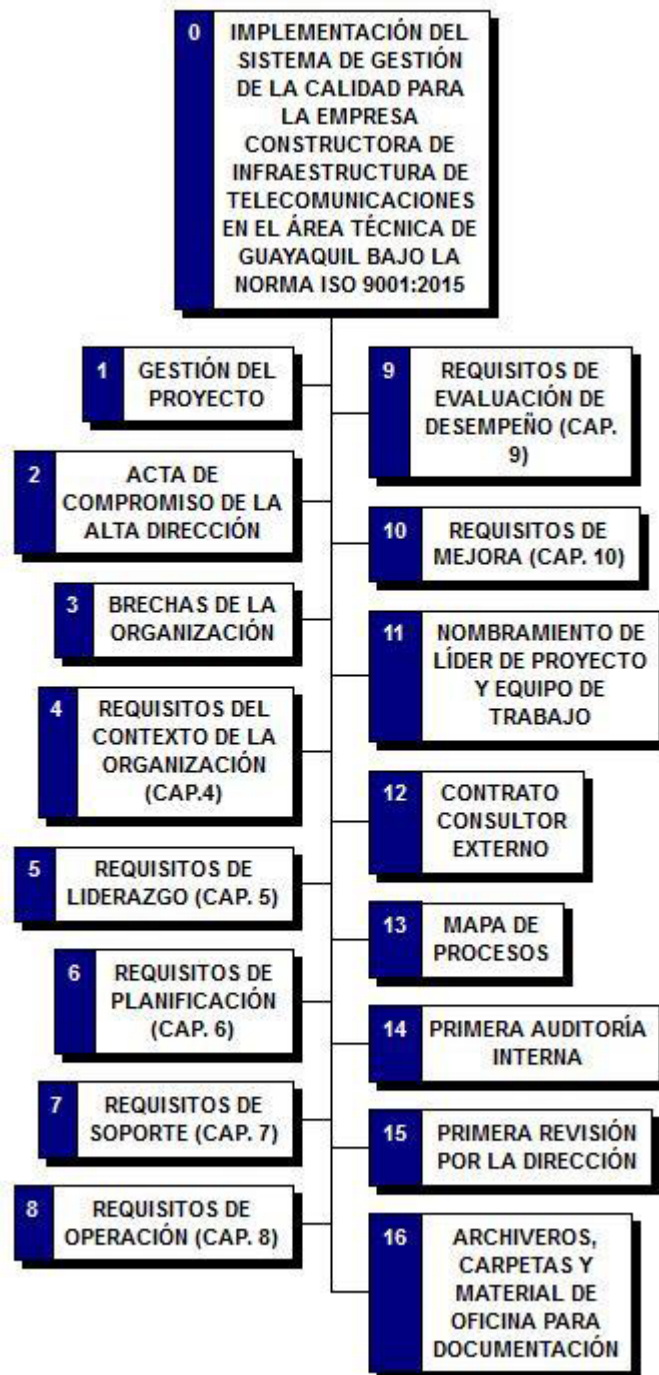 0
IMPLEMENTACIÓN DEL
SISTEMA DE GESTIÓN
DE LA CALIDAD PARA
LA EMPRESA
CONSTRUCTORA DE
INFRAESTRUCTURA DE
TELECOMUNICACIONES
EN EL ÁREA TÉCNICA DE
GUAYAQUIL BAJO LA
NORMA ISO 9001:2015
1
GESTIÓN DEL
PROYECTO
2
ACTA DE
COMPROMISO DE LA
ALTA DIRECCIÓN
3
BRECHAS DE LA
ORGANIZACIÓN
4
REQUISITOS DEL
CONTEXTO DE LA
ORGANIZACIÓN
(CAP.4)
5
REQUISITOS DE
LIDERAZGO (CAP. 5)
6
REQUISITOS DE
PLANIFICACIÓN
(CAP. 6)
7
REQUISITOS DE
SOPORTE (CAP. 7)
8
REQUISITOS DE
OPERACIÓN (CAP. 8)
9
REQUISITOS DE
EVALUACIÓN DE
DESEMPEÑO (CAP.
9)
10
REQUISITOS DE
MEJORA (CAP. 10)
11
NOMBRAMIENTO DE
LÍDER DE PROYECTO
Y EQUIPO DE
TRABAJO
12
CONTRATO
CONSULTOR
EXTERNO
13
MAPA DE
PROCESOS
14
PRIMERA AUDITORÍA
INTERNA
15
PRIMERA REVISIÓN
POR LA DIRECCIÓN
16
ARCHIVEROS,
CARPETAS Y
MATERIAL DE
OFICINA PARA
DOCUMENTACIÓN